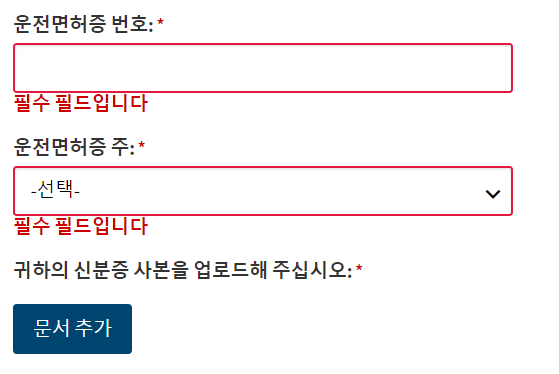 운전면허증 번호:*
필수 필드입니다
운전면허증 주:*
-선택-
필수 필드입니다
귀하의 신분증 사본을 업로드해 주십시오:*
문서 추가